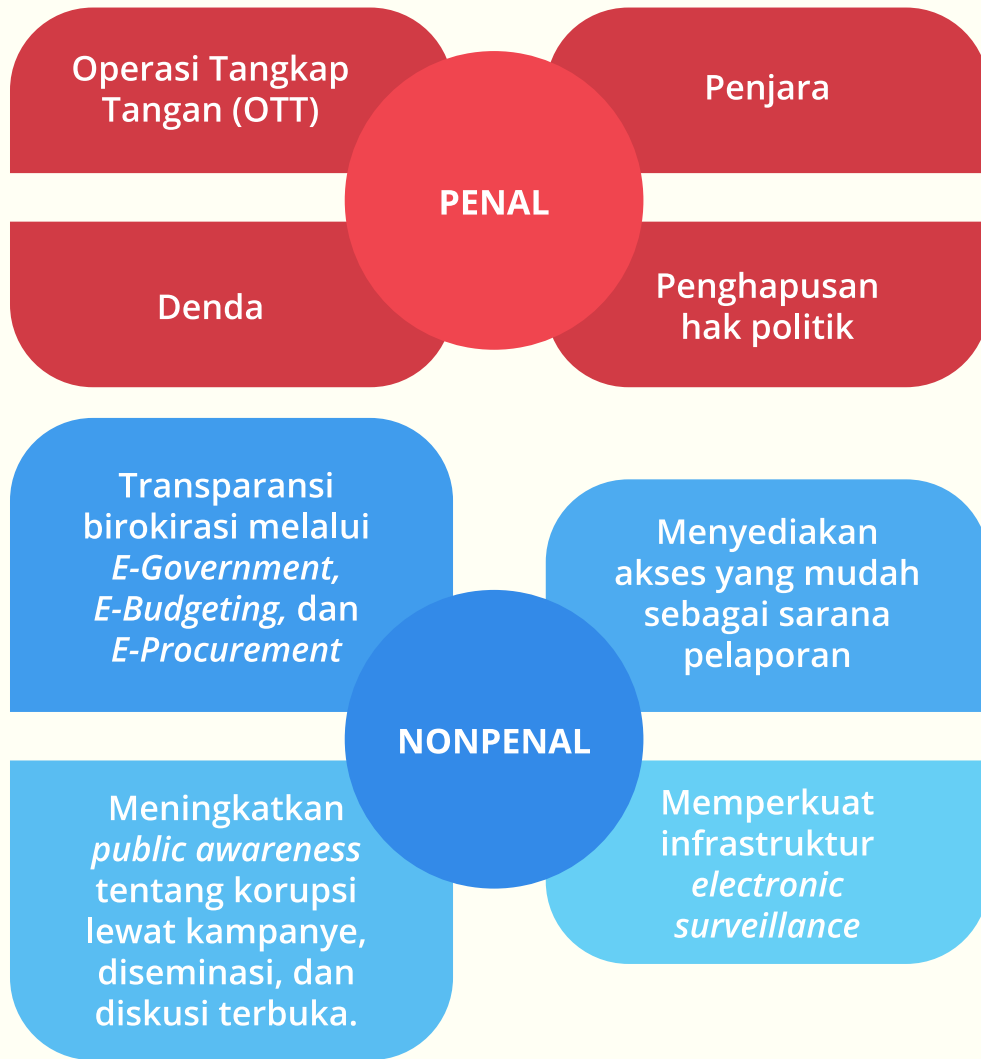 Operasi Tangkap
Tangan (OTT)
Penjara
PENAL
Denda
Penghapusan
hak politik
Transparansi
birokirasi melalui
E-Government,
E-Budgeting, dan
E-Procurement
Menyediakan
akses yang mudah
sebagai sarana
pelaporan
NONPENAL
Meningkatkan
public awareness
tentang korupsi
lewat kampanye,
diseminasi, dan
diskusi terbuka.
Memperkuat
infrastruktur
electronic
surveillance